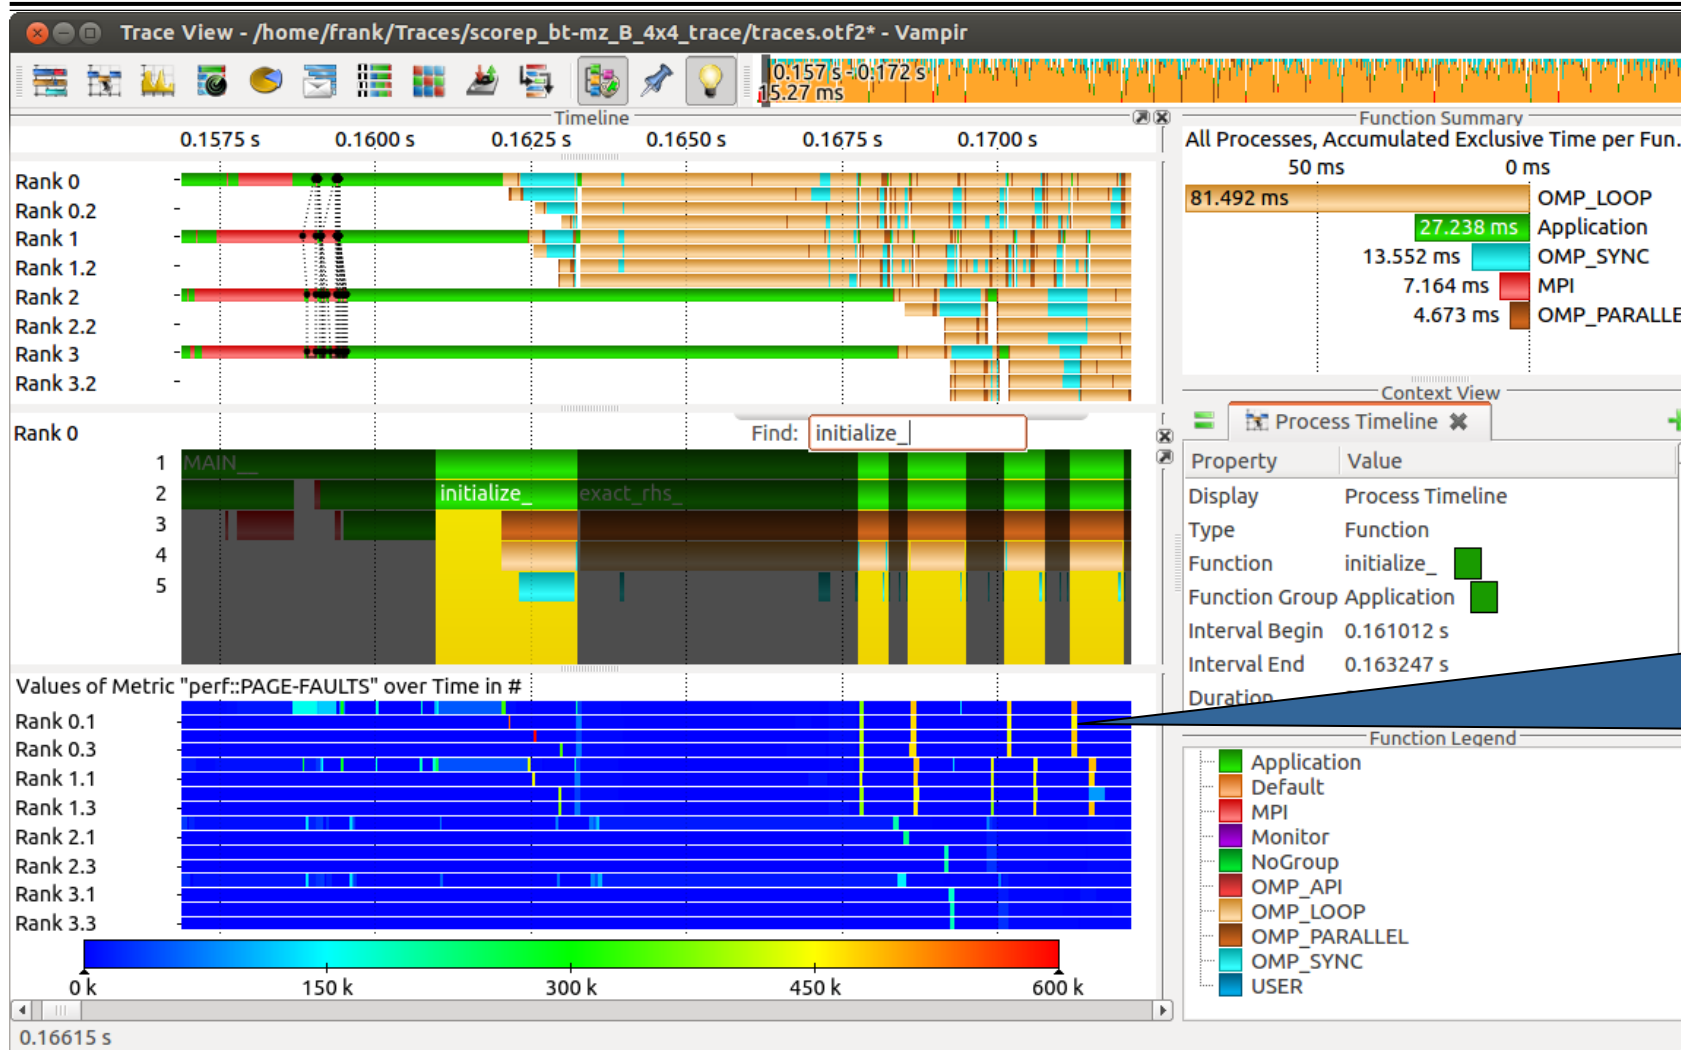 Trace View - /home/frank/Traces/scorep_bt-mz_B_4x4_trace/traces.otf2* - Vampir
0.157 s - 0.172 s
15.27 ms
Timeline
0.1575 s 0.1600 s 0.1625 s 0.1650 s 0.1675 s 0.1700 s
Rank 0
Rank 0.2
Rank 1
Rank 1.2
Rank 2
Rank 2.2
Rank 3
Rank 3.2
Rank 0
Find: initialize_
1 MAIN__
2 initialize_ exact_rhs_
3
4
5
Values of Metric "perf::PAGE-FAULTS" over Time in #
Rank 0.1
Rank 0.3
Rank 1.1
Rank 1.3
Rank 2.1
Rank 2.3
Rank 3.1
Rank 3.3
0 k 150 k 300 k 450 k 600 k
0.16615 s
Function Summary
All Processes, Accumulated Exclusive Time per Fun..
50 ms 0 ms
81.492 ms OMP_LOOP
27.238 ms Application
13.552 ms OMP_SYNC
7.164 ms MPI
4.673 ms OMP_PARALLE
Context View
Process Timeline
Property Value
Display Process Timeline
Type Function
Function initialize_
Function Group Application
Interval Begin 0.161012 s
Interval End 0.163247 s
Duration
Function Legend
Application
Default
MPI
Monitor
NoGroup
OMP_API
OMP_LOOP
OMP_PARALLEL
OMP_SYNC
USER